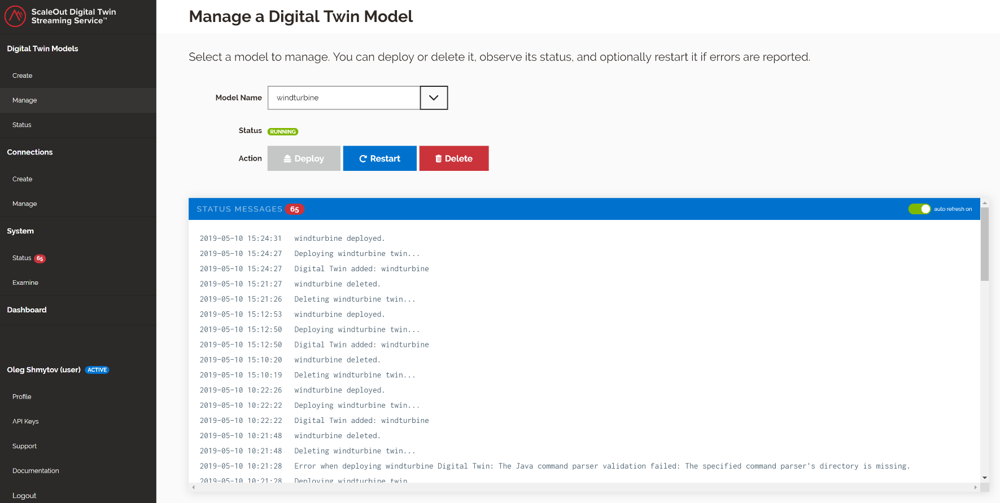 ScaleOut Digital Twin
Streaming Service™
Digital Twin Models
Create
Manage
Status
Connections
Create
Manage
System
Status 65
Examine
Dashboard
Oleg Shmytov (user) ACTIVE
Profile
API Keys
Support
Documentation
Logout
Manage a Digital Twin Model
Select a model to manage. You can deploy or delete it, observe its status, and optionally restart it if errors are reported.
Model Name windturbine
Status RUNNING
Action Deploy Restart Delete
STATUS MESSAGES 65 auto refresh on
2019-05-10 15:24:31 windturbine deployed.
2019-05-10 15:24:27 Deploying windturbine twin...
2019-05-10 15:24:27 Digital Twin added: windturbine
2019-05-10 15:21:27 windturbine deleted.
2019-05-10 15:21:26 Deleting windturbine twin...
2019-05-10 15:12:53 windturbine deployed.
2019-05-10 15:12:50 Deploying windturbine twin...
2019-05-10 15:12:50 Digital Twin added: windturbine
2019-05-10 15:10:20 windturbine deleted.
2019-05-10 15:10:19 Deleting windturbine twin...
2019-05-10 10:22:26 windturbine deployed.
2019-05-10 10:22:22 Deploying windturbine twin...
2019-05-10 10:22:22 Digital Twin added: windturbine
2019-05-10 10:21:48 windturbine deleted.
2019-05-10 10:21:48 Deleting windturbine twin...
2019-05-10 10:21:28 Error when deploying windturbine Digital Twin: The Java command parser validation failed: The specified command parser's directory is missing.
2019-05-10 10:21:28 Deploying windturbine twin